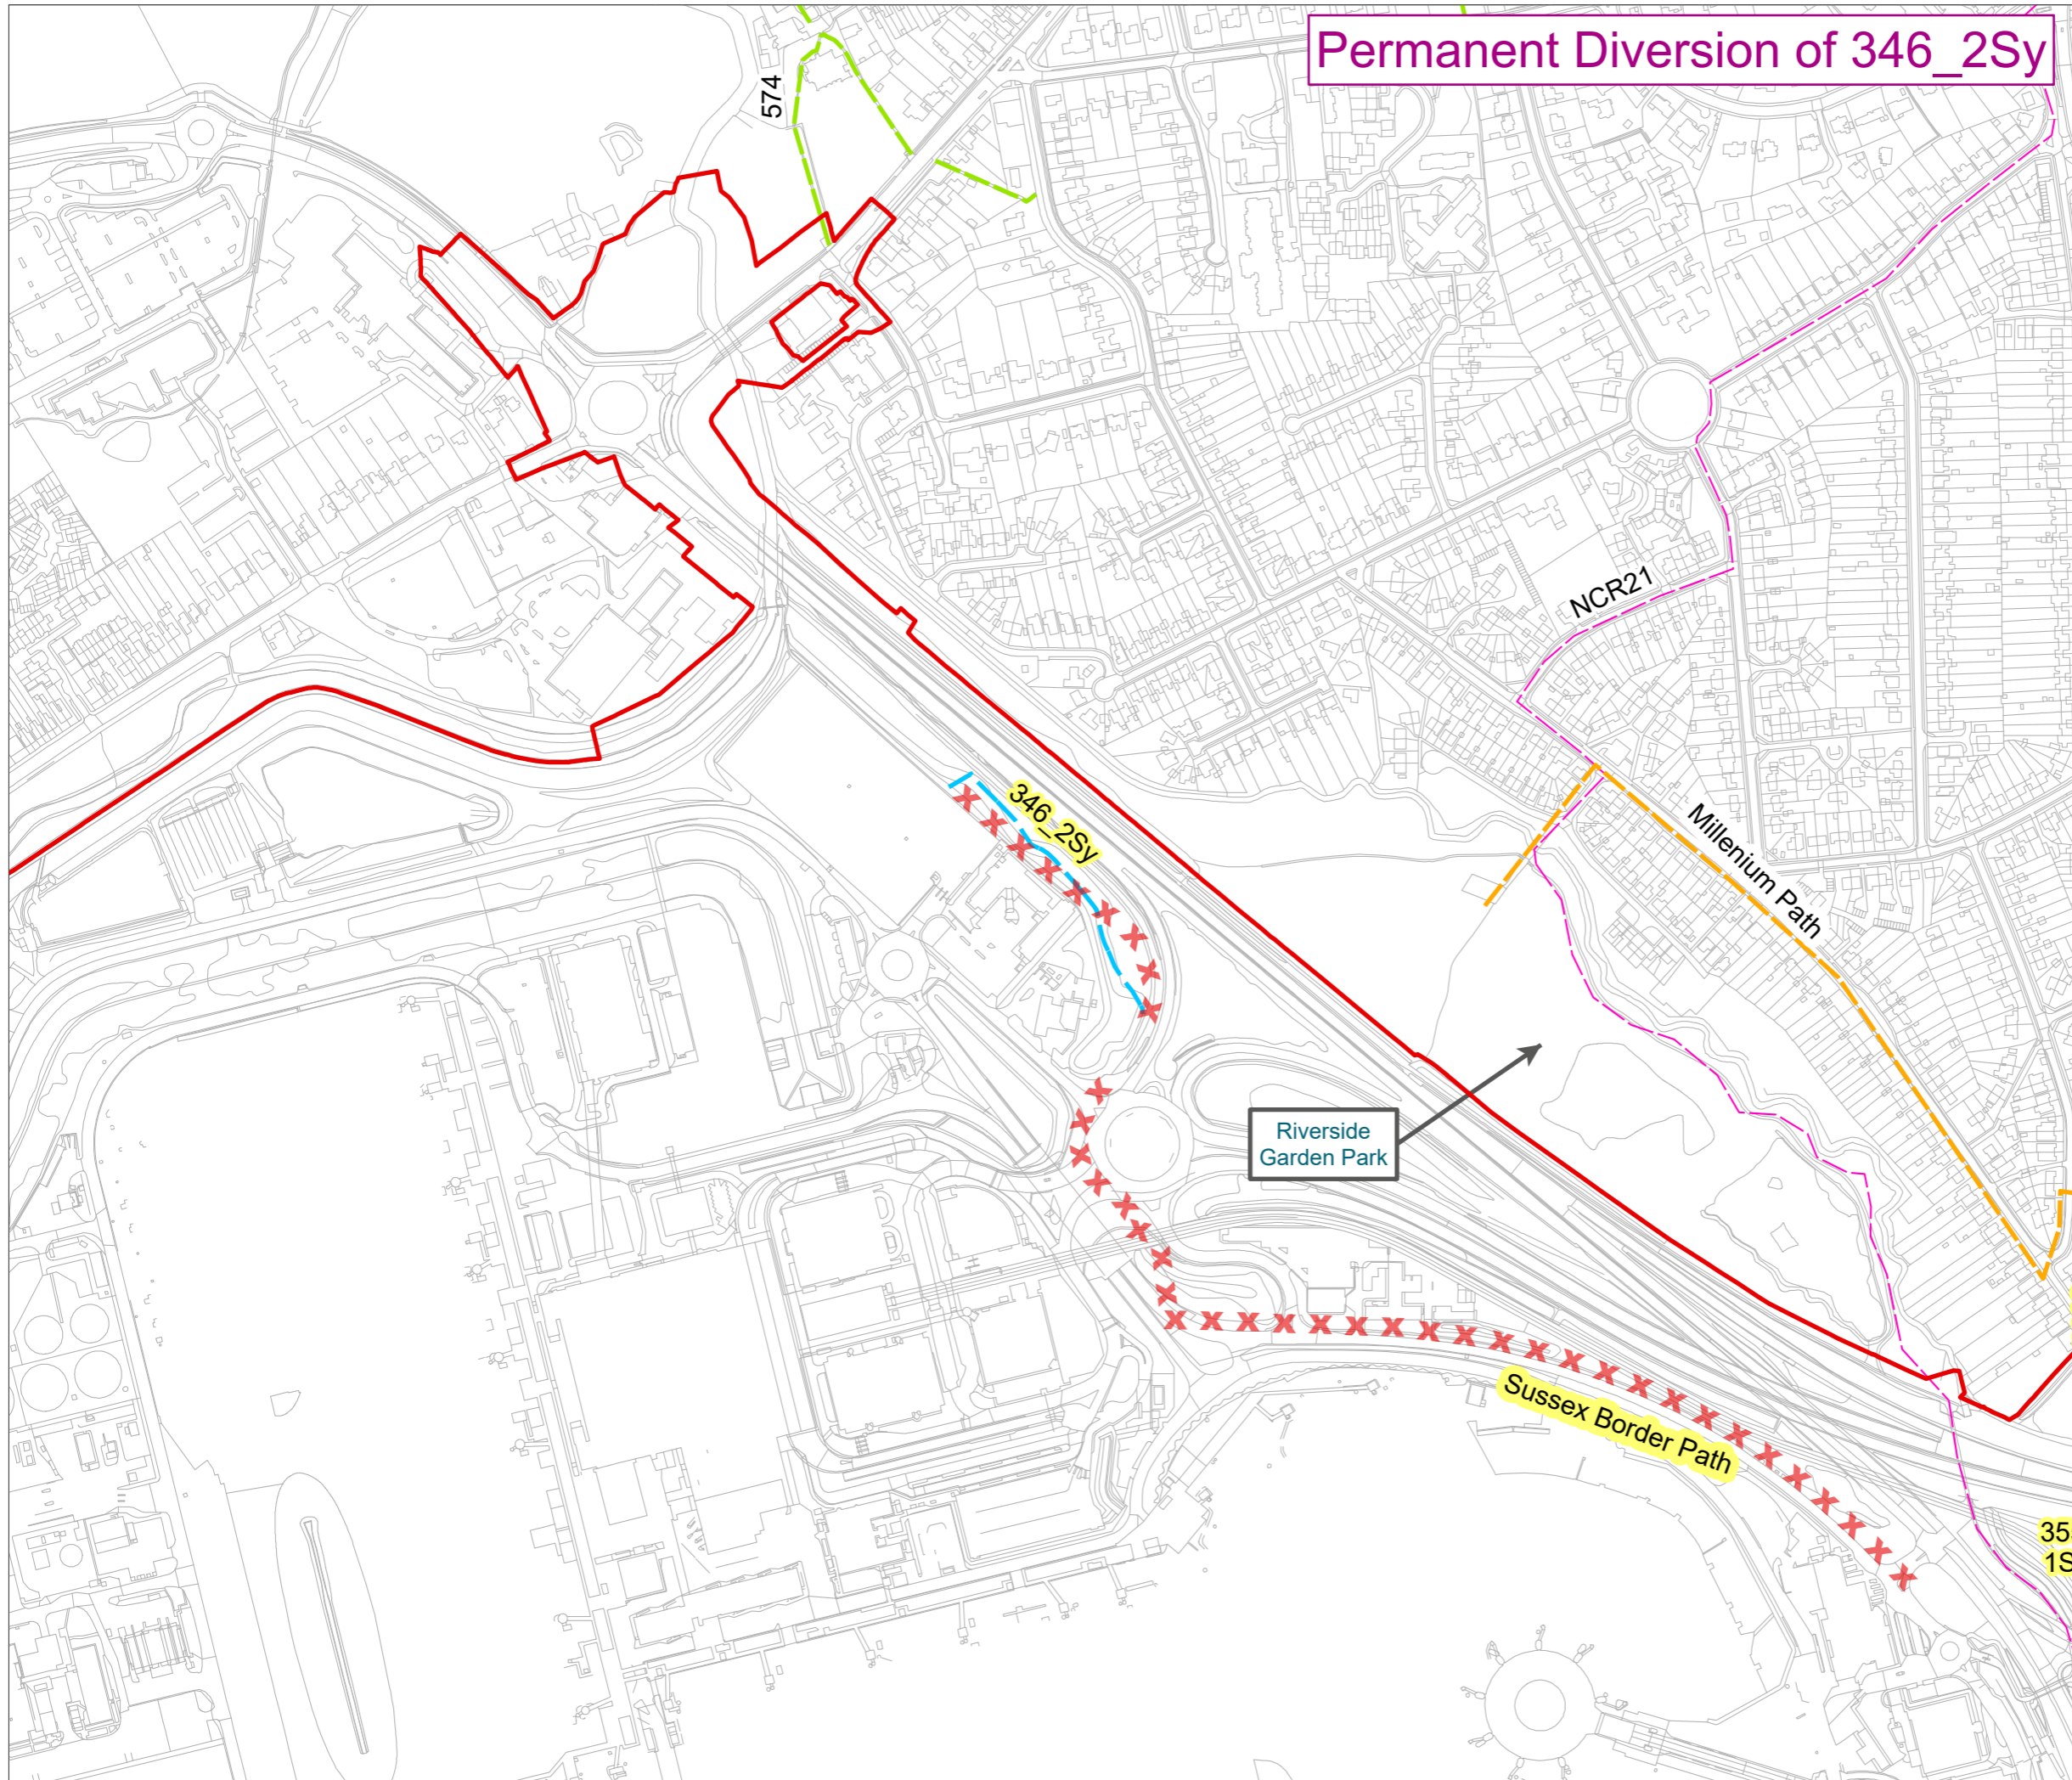 Permanent Diversion of 346_2Sy
574
NCR21
346_2Sy
Millenium Path
Riverside
Garden Park
Sussex Border Path